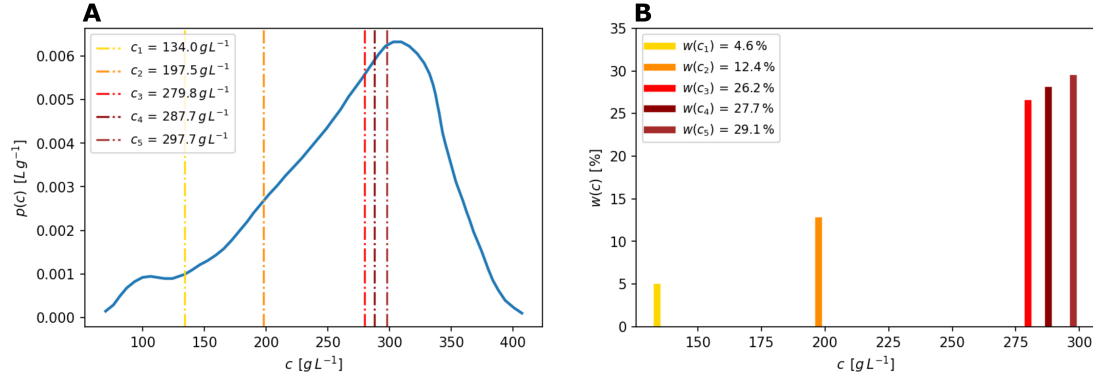 A
c₁ = 134.0 g L⁻¹
c₂ = 197.5 g L⁻¹
c₃ = 279.8 g L⁻¹
c₄ = 287.7 g L⁻¹
c₅ = 297.7 g L⁻¹
p(c) [L g⁻¹]
0.006
0.005
0.004
0.003
0.002
0.001
0.000
100 150 200 250 300 350 400
c [g L⁻¹]
B
w(c₁) = 4.6 %
w(c₂) = 12.4 %
w(c₃) = 26.2 %
w(c₄) = 27.7 %
w(c₅) = 29.1 %
w(c) [%]
35
30
25
20
15
10
5
0
150 175 200 225 250 275 300
c [g L⁻¹]